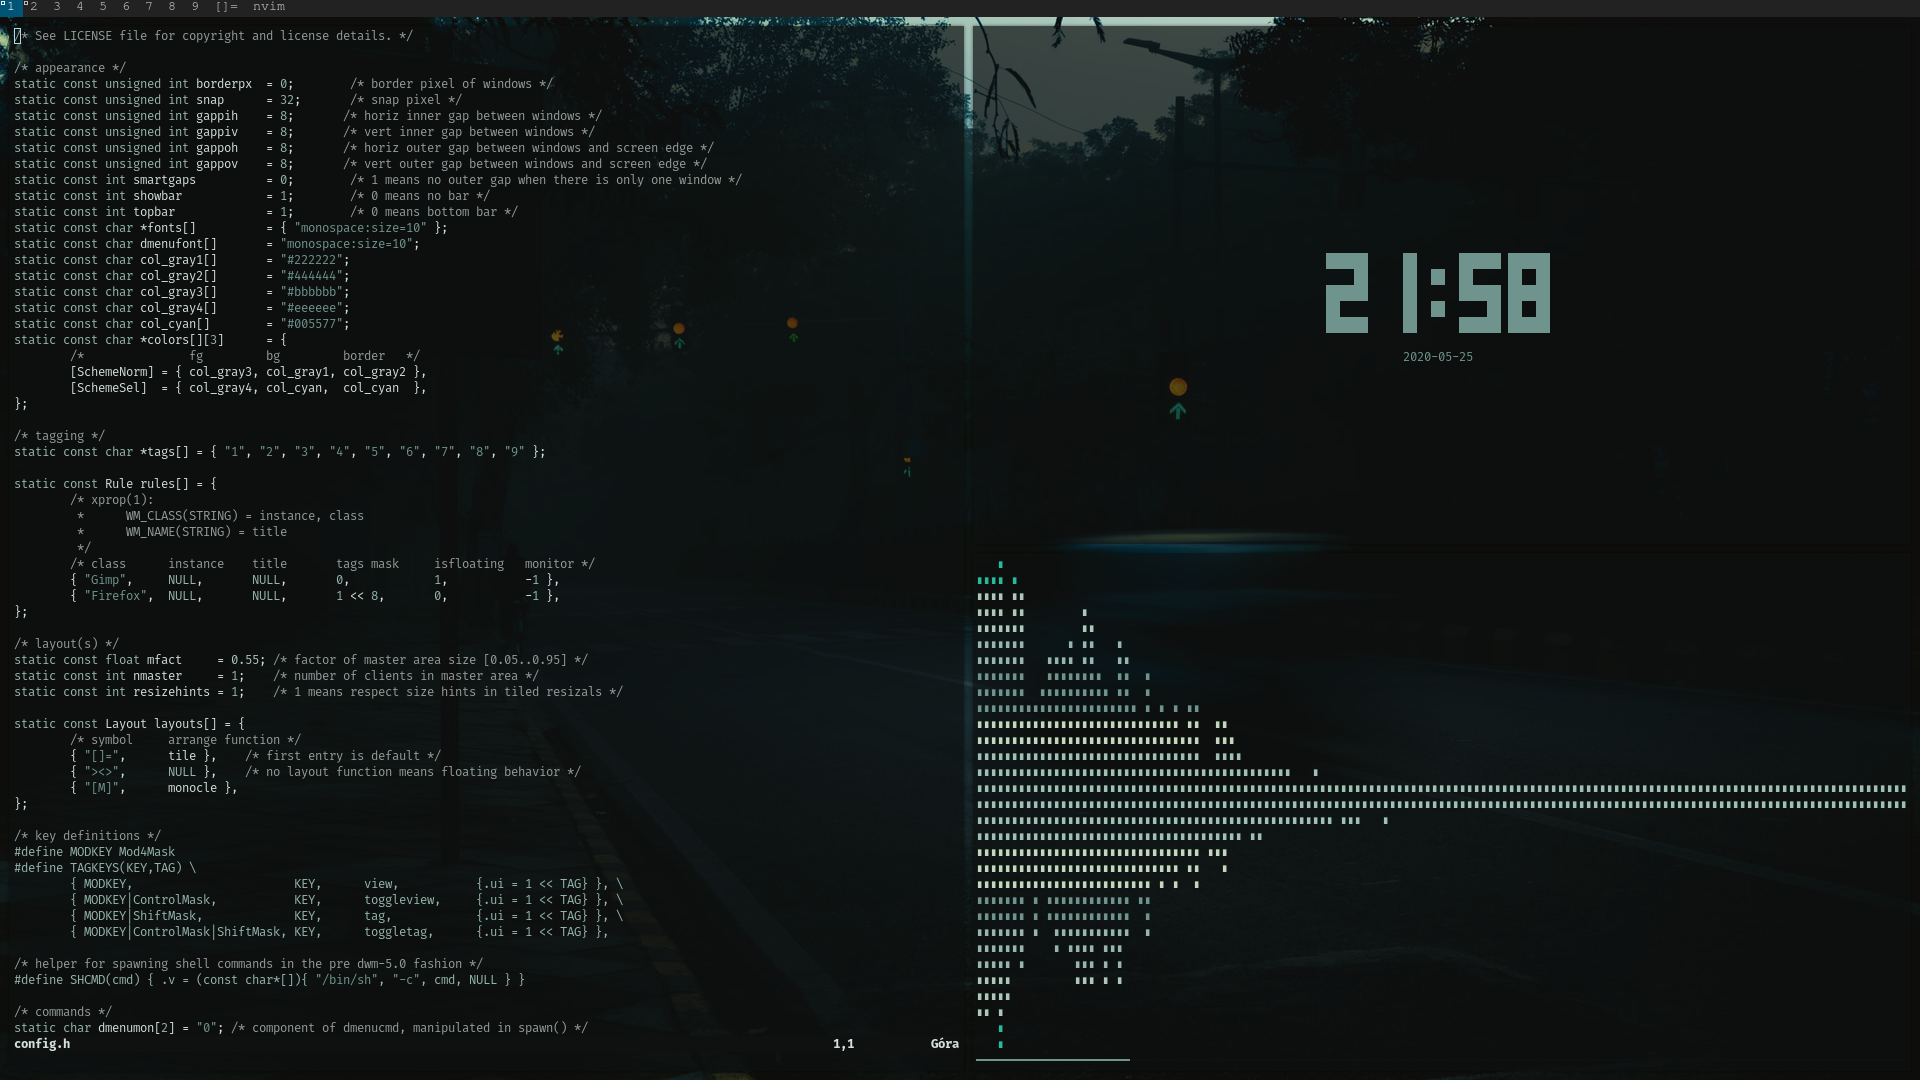 1 2 3 4 5 6 7 8 9 []= nvim
/* See LICENSE file for copyright and license details. */
/* appearance */
static const unsigned int borderpx  = 0;        /* border pixel of windows */
static const unsigned int snap      = 32;       /* snap pixel */
static const unsigned int gappih    = 8;       /* horiz inner gap between windows */
static const unsigned int gappiv    = 8;       /* vert inner gap between windows */
static const unsigned int gappoh    = 8;       /* horiz outer gap between windows and screen edge */
static const unsigned int gappov    = 8;       /* vert outer gap between windows and screen edge */
static const int smartgaps          = 0;        /* 1 means no outer gap when there is only one window */
static const int showbar            = 1;        /* 0 means no bar */
static const int topbar             = 1;        /* 0 means bottom bar */
static const char *fonts[]          = { "monospace:size=10" };
static const char dmenufont[]       = "monospace:size=10";
static const char col_gray1[]       = "#222222";
static const char col_gray2[]       = "#444444";
static const char col_gray3[]       = "#bbbbbb";
static const char col_gray4[]       = "#eeeeee";
static const char col_cyan[]        = "#005577";
static const char *colors[][3]      = {
        /*               fg         bg         border   */
        [SchemeNorm] = { col_gray3, col_gray1, col_gray2 },
        [SchemeSel]  = { col_gray4, col_cyan,  col_cyan  },
};
/* tagging */
static const char *tags[] = { "1", "2", "3", "4", "5", "6", "7", "8", "9" };
static const Rule rules[] = {
        /* xprop(1):
         *      WM_CLASS(STRING) = instance, class
         *      WM_NAME(STRING) = title
         */
        /* class      instance    title       tags mask     isfloating   monitor */
        { "Gimp",     NULL,       NULL,       0,            1,           -1 },
        { "Firefox",  NULL,       NULL,       1 << 8,       0,           -1 },
};
/* layout(s) */
static const float mfact     = 0.55; /* factor of master area size [0.05..0.95] */
static const int nmaster     = 1;    /* number of clients in master area */
static const int resizehints = 1;    /* 1 means respect size hints in tiled resizals */
static const Layout layouts[] = {
        /* symbol     arrange function */
        { "[]=",      tile },    /* first entry is default */
        { "><>",      NULL },    /* no layout function means floating behavior */
        { "[M]",      monocle },
};
/* key definitions */
#define MODKEY Mod4Mask
#define TAGKEYS(KEY,TAG) \
        { MODKEY,                       KEY,      view,           {.ui = 1 << TAG} }, \
        { MODKEY|ControlMask,           KEY,      toggleview,     {.ui = 1 << TAG} }, \
        { MODKEY|ShiftMask,             KEY,      tag,            {.ui = 1 << TAG} }, \
        { MODKEY|ControlMask|ShiftMask, KEY,      toggletag,      {.ui = 1 << TAG} },
/* helper for spawning shell commands in the pre dwm-5.0 fashion */
#define SHCMD(cmd) { .v = (const char*[]){ "/bin/sh", "-c", cmd, NULL } }
/* commands */
static char dmenumon[2] = "0"; /* component of dmenucmd, manipulated in spawn() */
config.h 1,1 Góra
21:58
2020-05-25